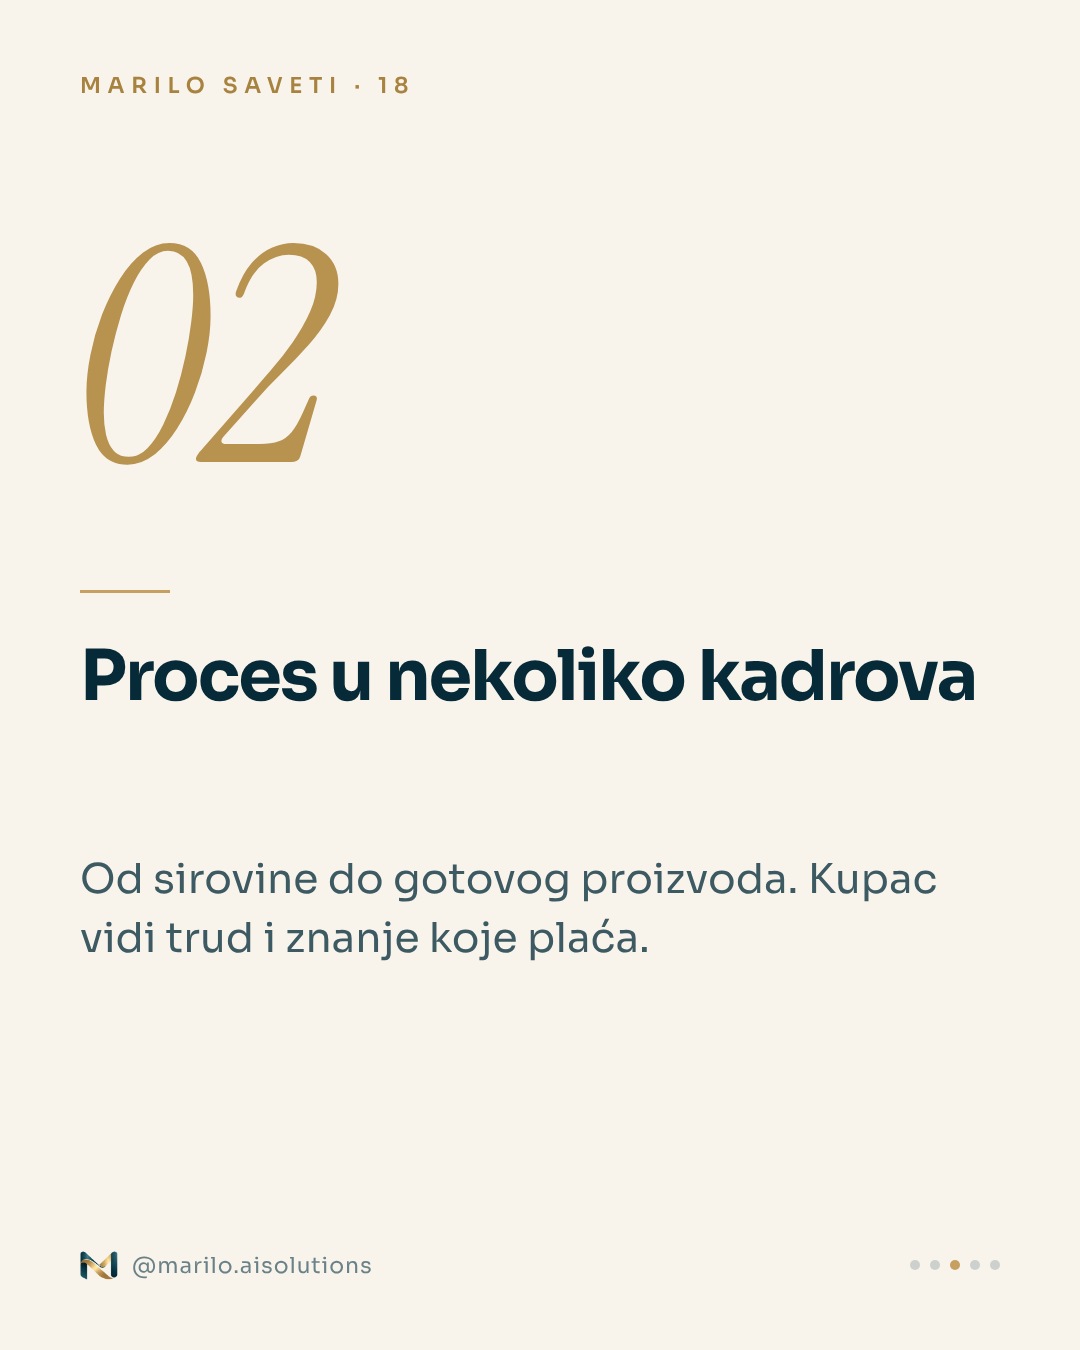 MARILO SAVETI · 18
02
Proces u nekoliko kadrova
Od sirovine do gotovog proizvoda. Kupac
vidi trud i znanje koje plaća.
@marilo.aisolutions